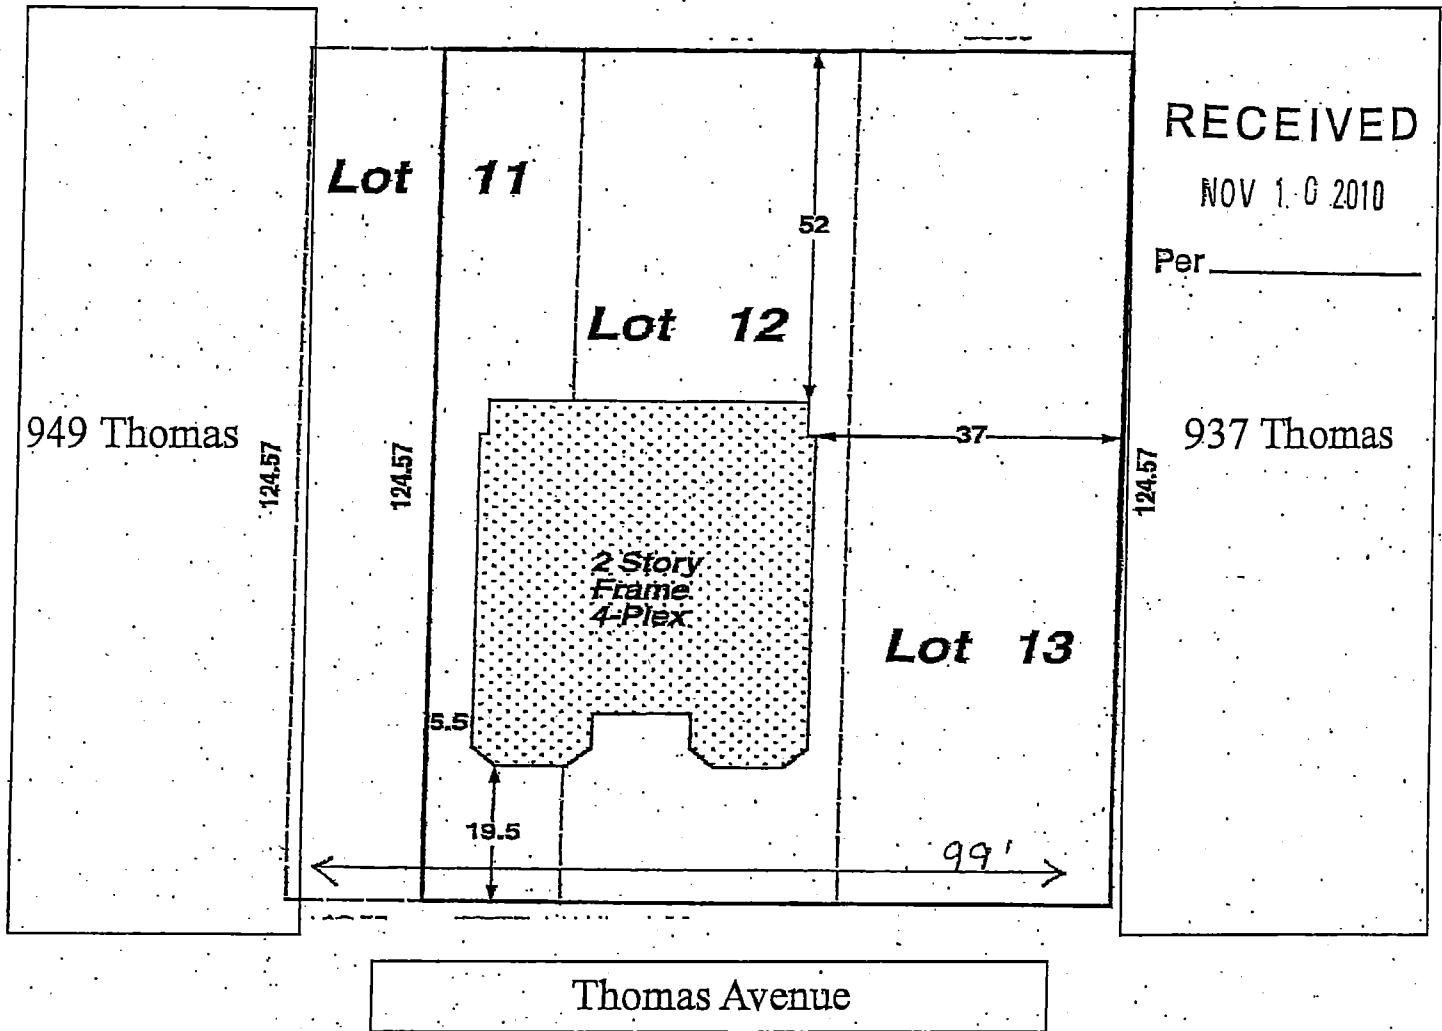 RECEIVED
NOV 10 2010
Per
Lot 11
52
Lot 12
949 Thomas
37
937 Thomas
124.57
124.57
124.57
2 Story
Frame
4-Plex
Lot 13
5.5
19.5
99'
Thomas Avenue